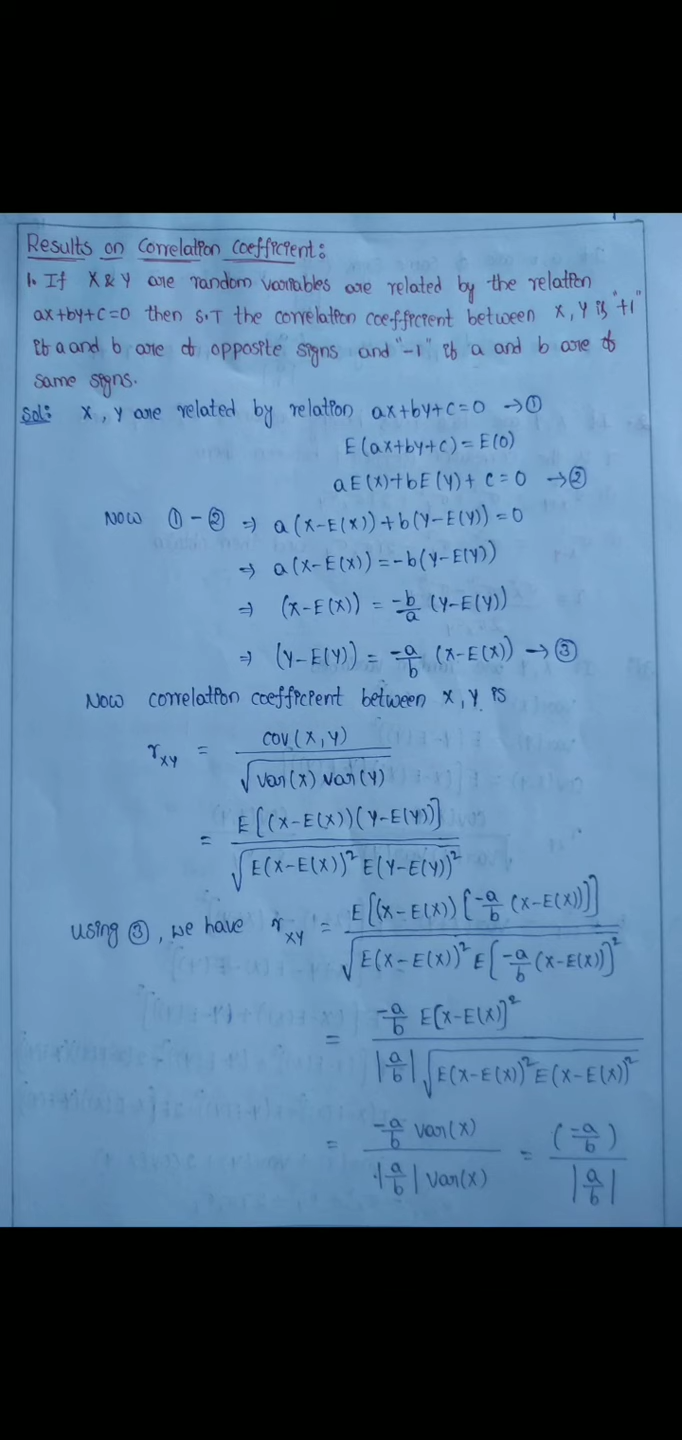 Results on Correlation Coefficient:
1. If X & Y are random variables are related by the relation
ax+by+c=0 then S.T the correlation coefficient between X, Y is "+1"
if a and b are of opposite signs and "-1" if a and b are of
same signs.
Sol: X, Y are related by relation ax+by+c=0 → ①
E(ax+by+c) = E(0)
aE(x)+bE(y)+ c = 0 → ②
Now ① - ② ⇒ a(X-E(X))+b(Y-E(Y)) = 0
⇒ a(X-E(X)) = -b(Y-E(Y))
⇒ (X-E(X)) = -b/a (Y-E(Y))
⇒ (Y-E(Y)) = -a/b (X-E(X)) → ③
Now correlation coefficient between X, Y is
r_XY = cov(X,Y) / √(var(X) var(Y))
= E[(X-E(X))(Y-E(Y))] / √(E(X-E(X))² E(Y-E(Y))²)
using ③, we have r_XY = E[(X-E(X)) [-a/b (X-E(X))]] / √(E(X-E(X))² E[-a/b (X-E(X))]²)
= -a/b E[X-E(X)]² / |a/b| √(E(X-E(X))² E(X-E(X))²)
= -a/b var(X) / |a/b| var(X) = (-a/b) / |a/b|